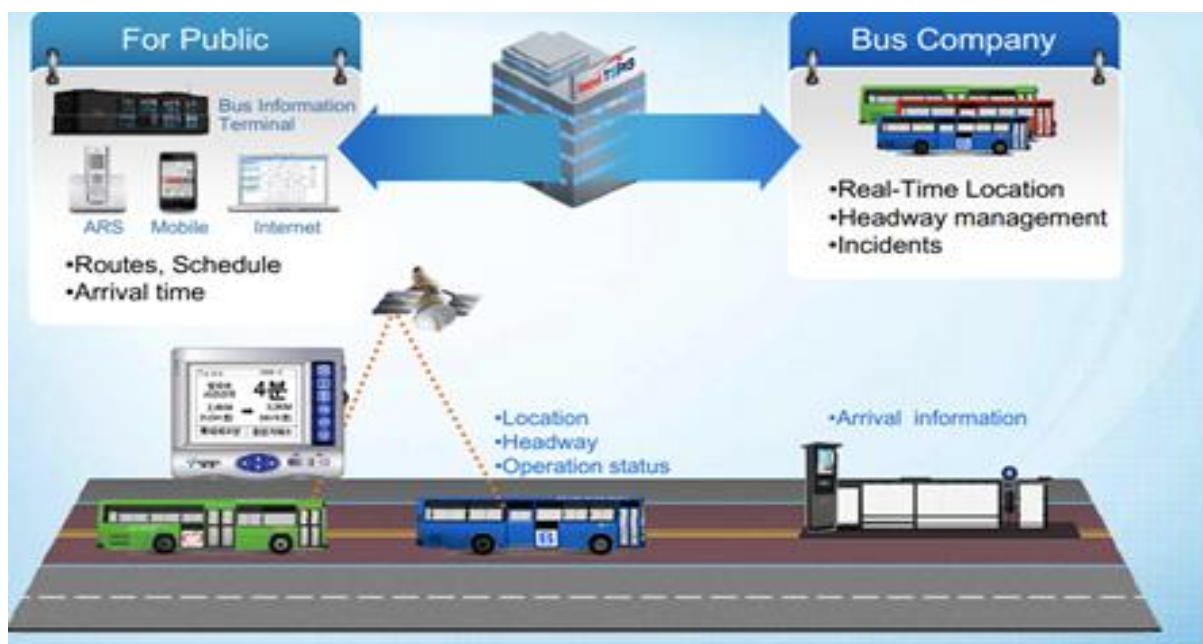 For Public
Bus Information
Terminal
ARS
Mobile
Internet
•Routes, Schedule
•Arrival time
Bus Company
•Real-Time Location
•Headway management
•Incidents
4분
•Location
•Headway
•Operation status
•Arrival information
B